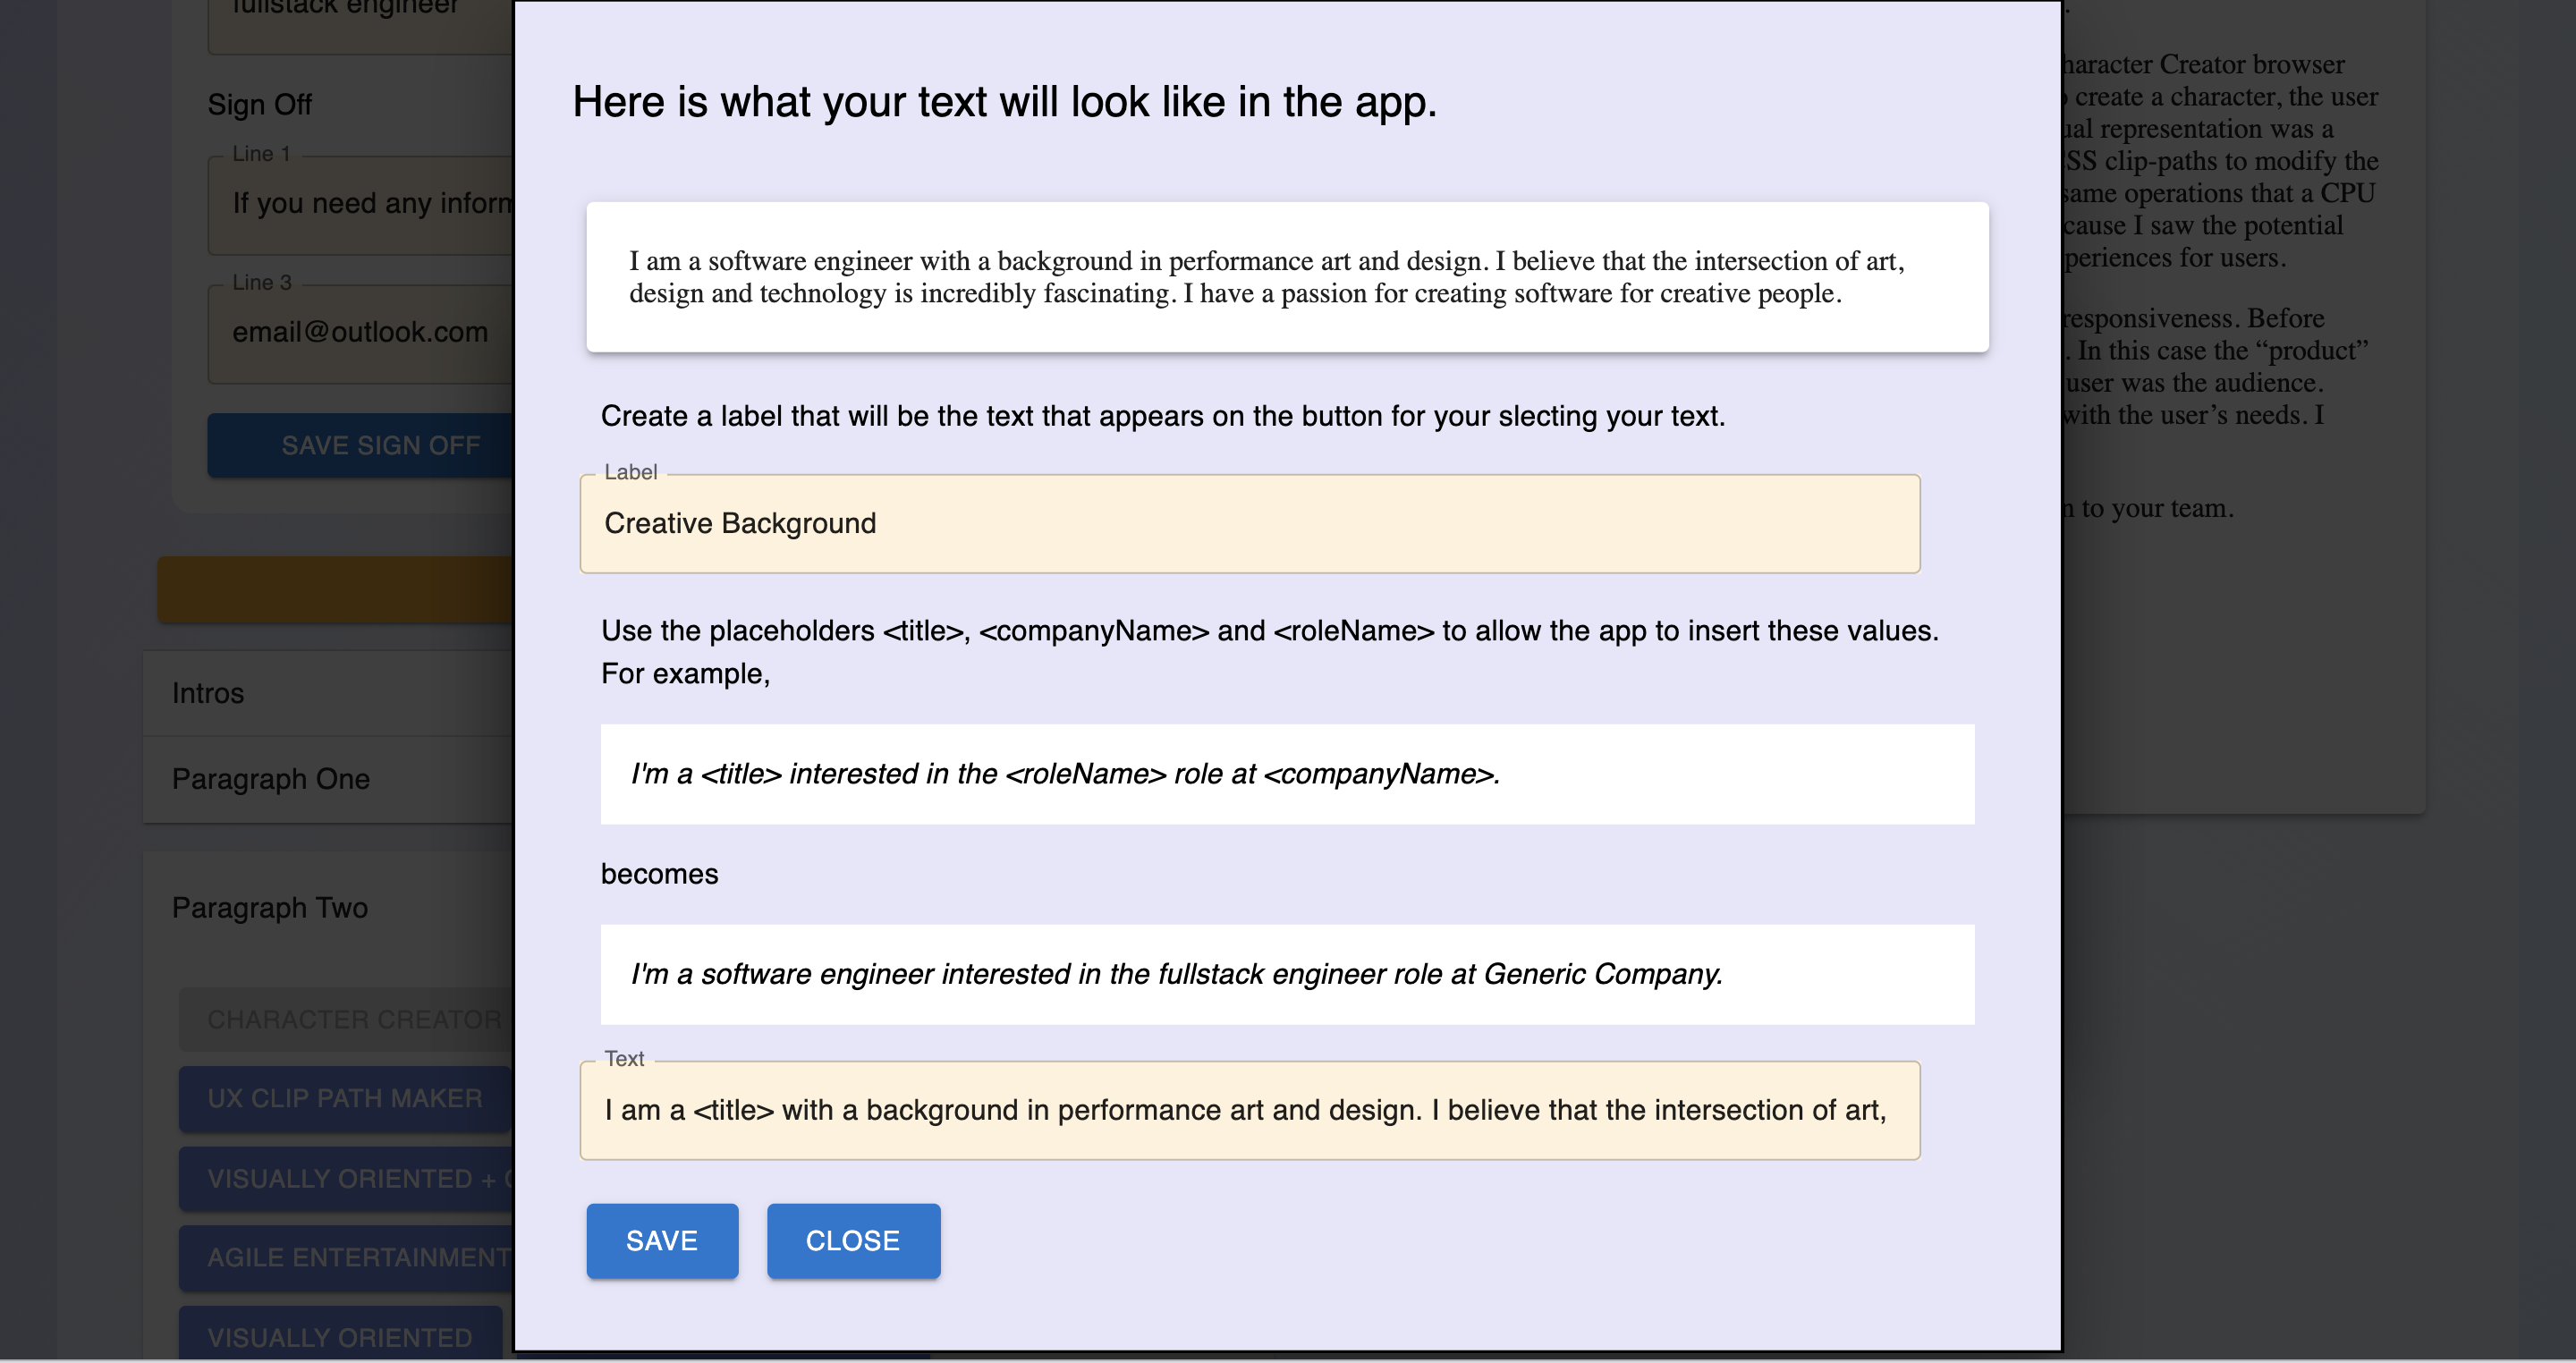 fullstack engineer
Sign Off
Line 1
If you need any inform
Line 3
email@outlook.com
SAVE SIGN OFF
Intros
Paragraph One
Paragraph Two
CHARACTER CREATOR
UX CLIP PATH MAKER
VISUALLY ORIENTED +
AGILE ENTERTAINMENT
VISUALLY ORIENTED
Here is what your text will look like in the app.
I am a software engineer with a background in performance art and design. I believe that the intersection of art,
design and technology is incredibly fascinating. I have a passion for creating software for creative people.
Create a label that will be the text that appears on the button for your slecting your text.
Label
Creative Background
Use the placeholders <title>, <companyName> and <roleName> to allow the app to insert these values.
For example,
I'm a <title> interested in the <roleName> role at <companyName>.
becomes
I'm a software engineer interested in the fullstack engineer role at Generic Company.
Text
I am a <title> with a background in performance art and design. I believe that the intersection of art,
SAVE
CLOSE
haracter Creator browser
create a character, the user
ual representation was a
SS clip-paths to modify the
same operations that a CPU
cause I saw the potential
periences for users.
responsiveness. Before
. In this case the “product”
user was the audience.
with the user’s needs. I
n to your team.